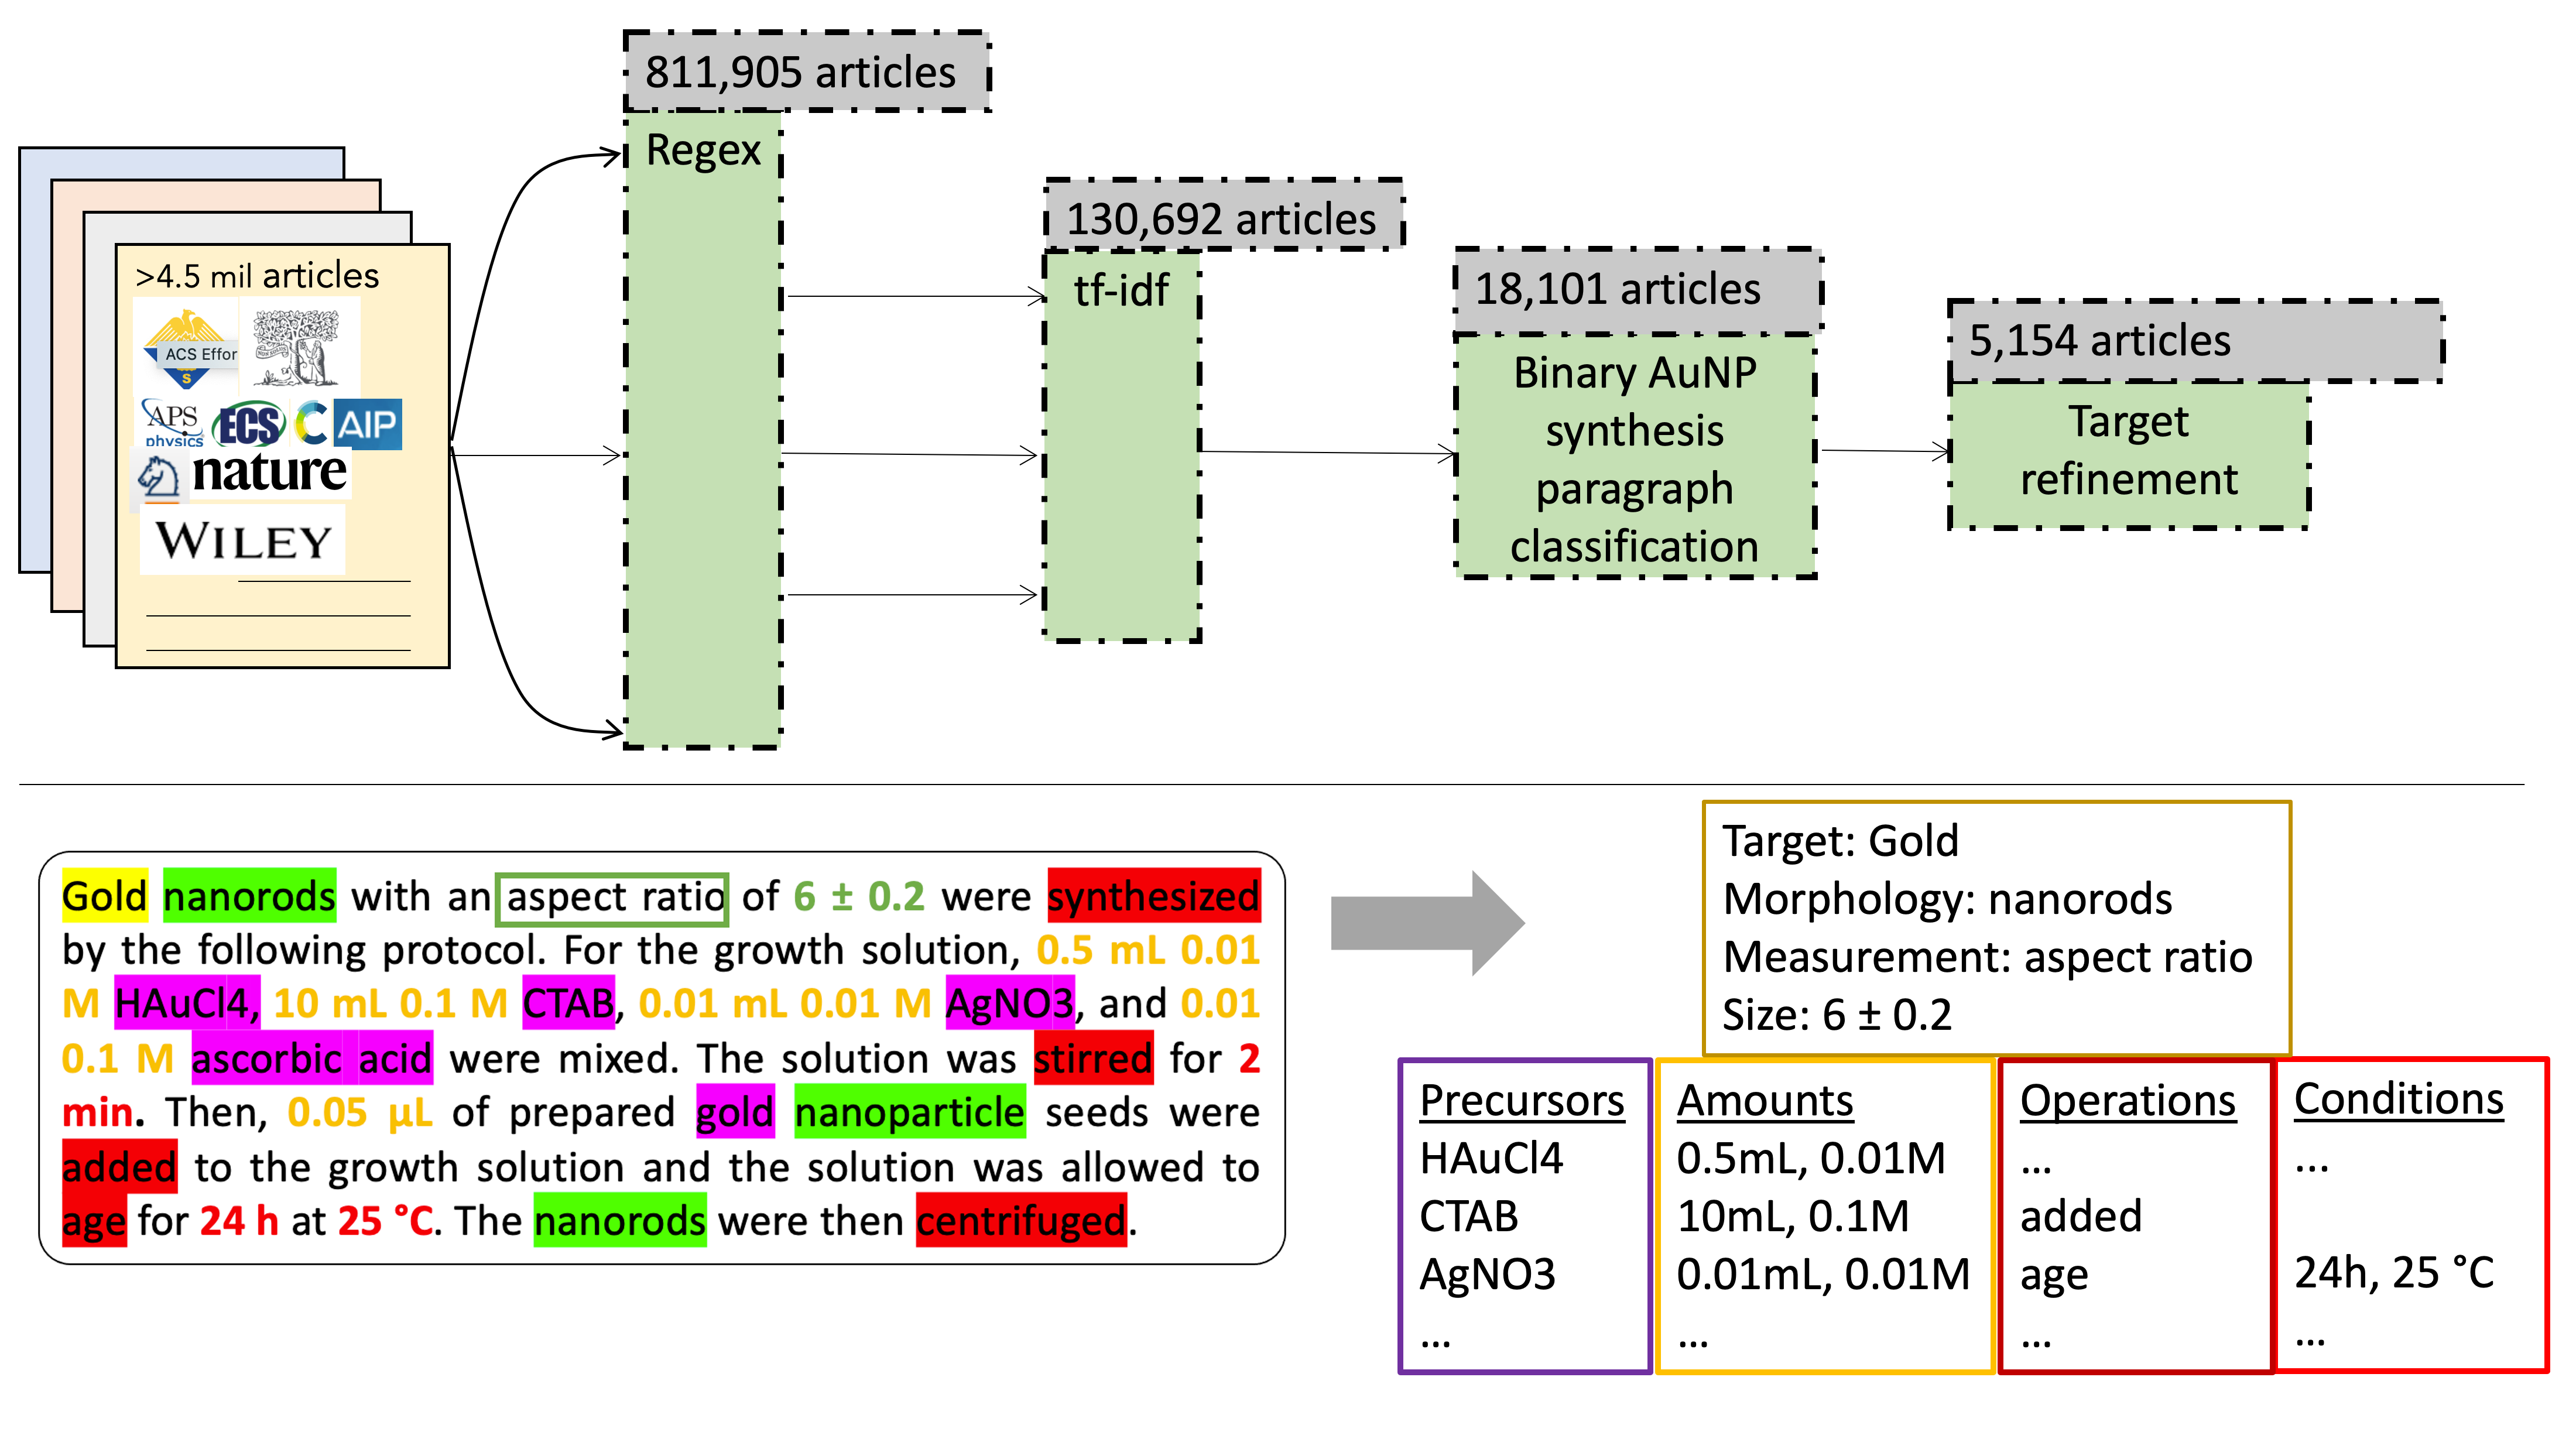 811,905 articles
Regex
130,692 articles
tf-idf
>4.5 mil articles
18,101 articles
Binary AuNP
synthesis
paragraph
classification
5,154 articles
Target
refinement
ACS Effor
S
APS
physics
ECS
C
AIP
nature
WILEY
Gold nanorods with an aspect ratio of 6 ± 0.2 were synthesized
by the following protocol. For the growth solution, 0.5 mL 0.01
M HAuCl4, 10 mL 0.1 M CTAB, 0.01 mL 0.01 M AgNO3, and 0.01
0.1 M ascorbic acid were mixed. The solution was stirred for 2
min. Then, 0.05 µL of prepared gold nanoparticle seeds were
added to the growth solution and the solution was allowed to
age for 24 h at 25 °C. The nanorods were then centrifuged.
Target: Gold
Morphology: nanorods
Measurement: aspect ratio
Size: 6 ± 0.2
Precursors
HAuCl4
CTAB
AgNO3
...
Amounts
0.5mL, 0.01M
10mL, 0.1M
0.01mL, 0.01M
...
Operations
...
added
age
...
Conditions
...
24h, 25 °C
...